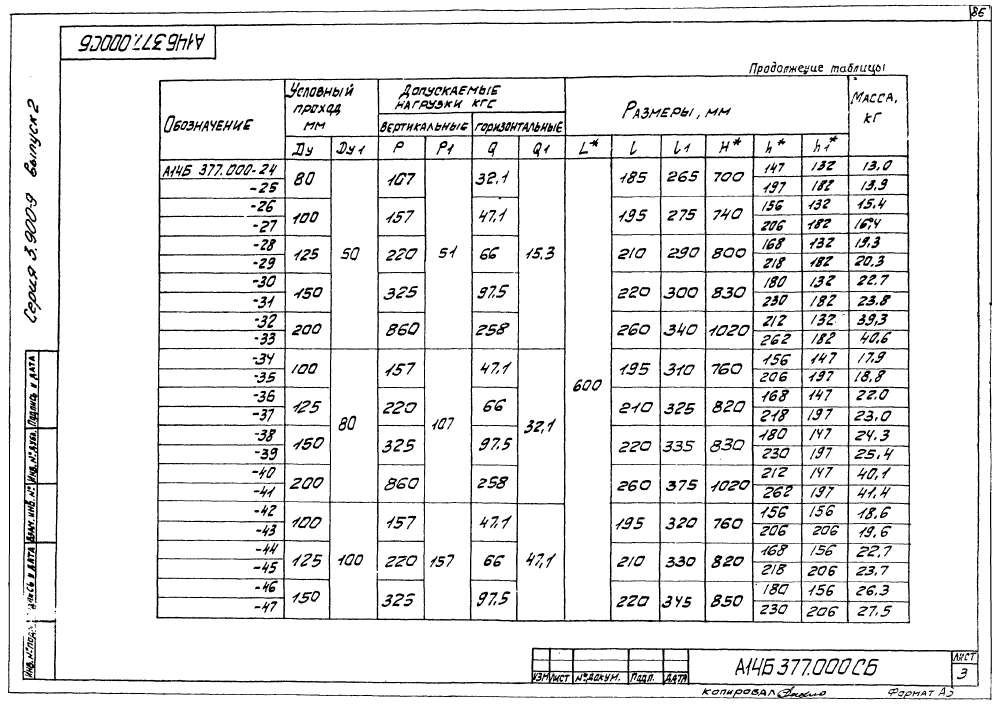 86
А14Б 377.000СБ
Продолжение таблицы
Серия 3.900-9 выпуск 2
Обозначение | Условный проход мм | Допускаемые нагрузки кгс | Размеры, мм | Масса, кг
вертикальные | горизонтальные
Ду | Ду1 | P | P1 | Q | Q1 | L* | l | l1 | H* | h* | h1*
А14Б 377.000-24 | 80 | 50 | 107 | 51 | 32,1 | 15,3 | 600 | 185 | 265 | 700 | 147 | 132 | 13,0
-25 | 197 | 182 | 13,9
-26 | 100 | 157 | 47,1 | 195 | 275 | 740 | 156 | 132 | 15,4
-27 | 206 | 182 | 16,4
-28 | 125 | 220 | 66 | 210 | 290 | 800 | 168 | 132 | 19,3
-29 | 218 | 182 | 20,3
-30 | 150 | 325 | 97,5 | 220 | 300 | 830 | 180 | 132 | 22,7
-31 | 230 | 182 | 23,8
-32 | 200 | 860 | 258 | 260 | 340 | 1020 | 212 | 132 | 39,3
-33 | 262 | 182 | 40,6
-34 | 100 | 80 | 157 | 107 | 47,1 | 32,1 | 195 | 310 | 760 | 156 | 147 | 17,9
-35 | 206 | 197 | 18,8
-36 | 125 | 220 | 66 | 210 | 325 | 820 | 168 | 147 | 22,0
-37 | 218 | 197 | 23,0
-38 | 150 | 325 | 97,5 | 220 | 335 | 830 | 180 | 147 | 24,3
-39 | 230 | 197 | 25,4
-40 | 200 | 860 | 258 | 260 | 375 | 1020 | 212 | 147 | 40,1
-41 | 262 | 197 | 41,4
-42 | 100 | 100 | 157 | 157 | 47,1 | 47,1 | 195 | 320 | 760 | 156 | 156 | 18,6
-43 | 206 | 206 | 19,6
-44 | 125 | 220 | 66 | 210 | 330 | 820 | 168 | 156 | 22,7
-45 | 218 | 206 | 23,7
-46 | 150 | 325 | 97,5 | 220 | 345 | 850 | 180 | 156 | 26,3
-47 | 230 | 206 | 27,5
Инв. № подл. | Подпись и дата | Взам. инв. № | Инв. № дубл. | Подпись и дата
Изм | Лист | № докум. | Подп. | Дата
А14Б.377.000СБ
Лист
3
Копировал
Формат А3